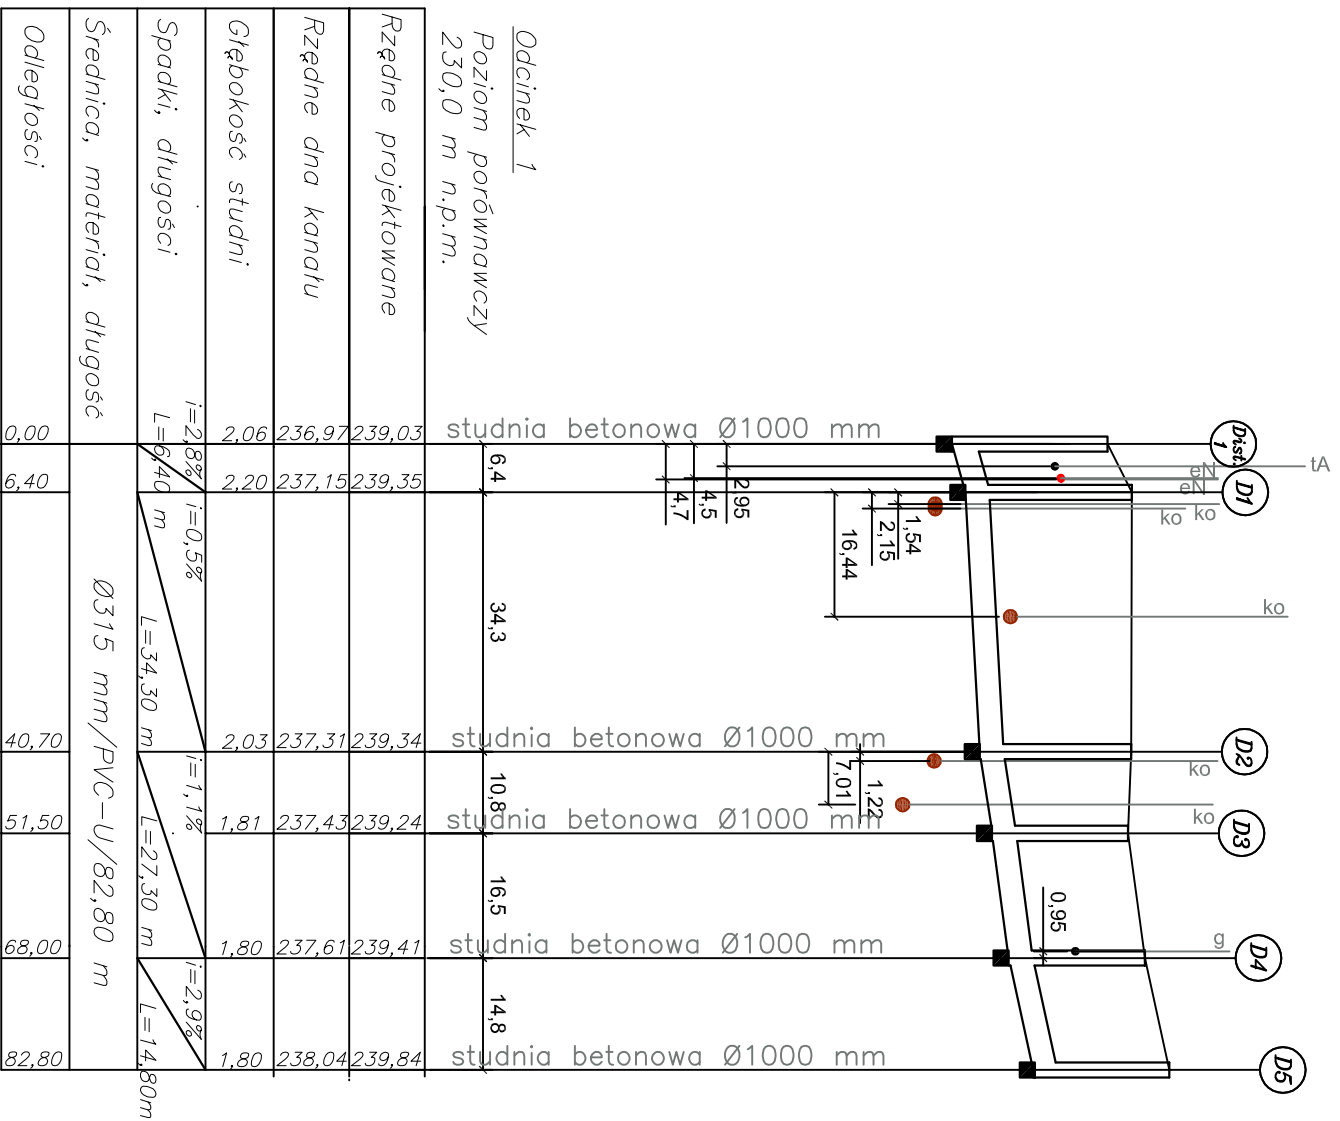 Odcinek 1
Poziom porównawczy
230,0 m n.p.m.
Dist. 1
D1
D2
D3
D4
D5
tA
eN
eN
ko
ko
ko
ko
ko
g
2,95
4,5
4,7
1,54
2,15
16,44
1,22
7,01
0,95
studnia betonowa Ø1000 mm
studnia betonowa Ø1000 mm
studnia betonowa Ø1000 mm
studnia betonowa Ø1000 mm
studnia betonowa Ø1000 mm
6,4 34,3 10,8 16,5 14,8
Rzędne projektowane 239,03 239,35 239,34 239,24 239,41 239,84
Rzędne dna kanału 236,97 237,15 237,31 237,43 237,61 238,04
Głębokość studni 2,06 2,20 2,03 1,81 1,80 1,80
Spadki, długości i=2,8% i=0,5% i=1,1% i=2,9%
L=6,40 m L=34,30 m L=27,30 m L=14,80m
Średnica, materiał, długość Ø315 mm/PVC-U/82,80 m
Odległości 0,00 6,40 40,70 51,50 68,00 82,80